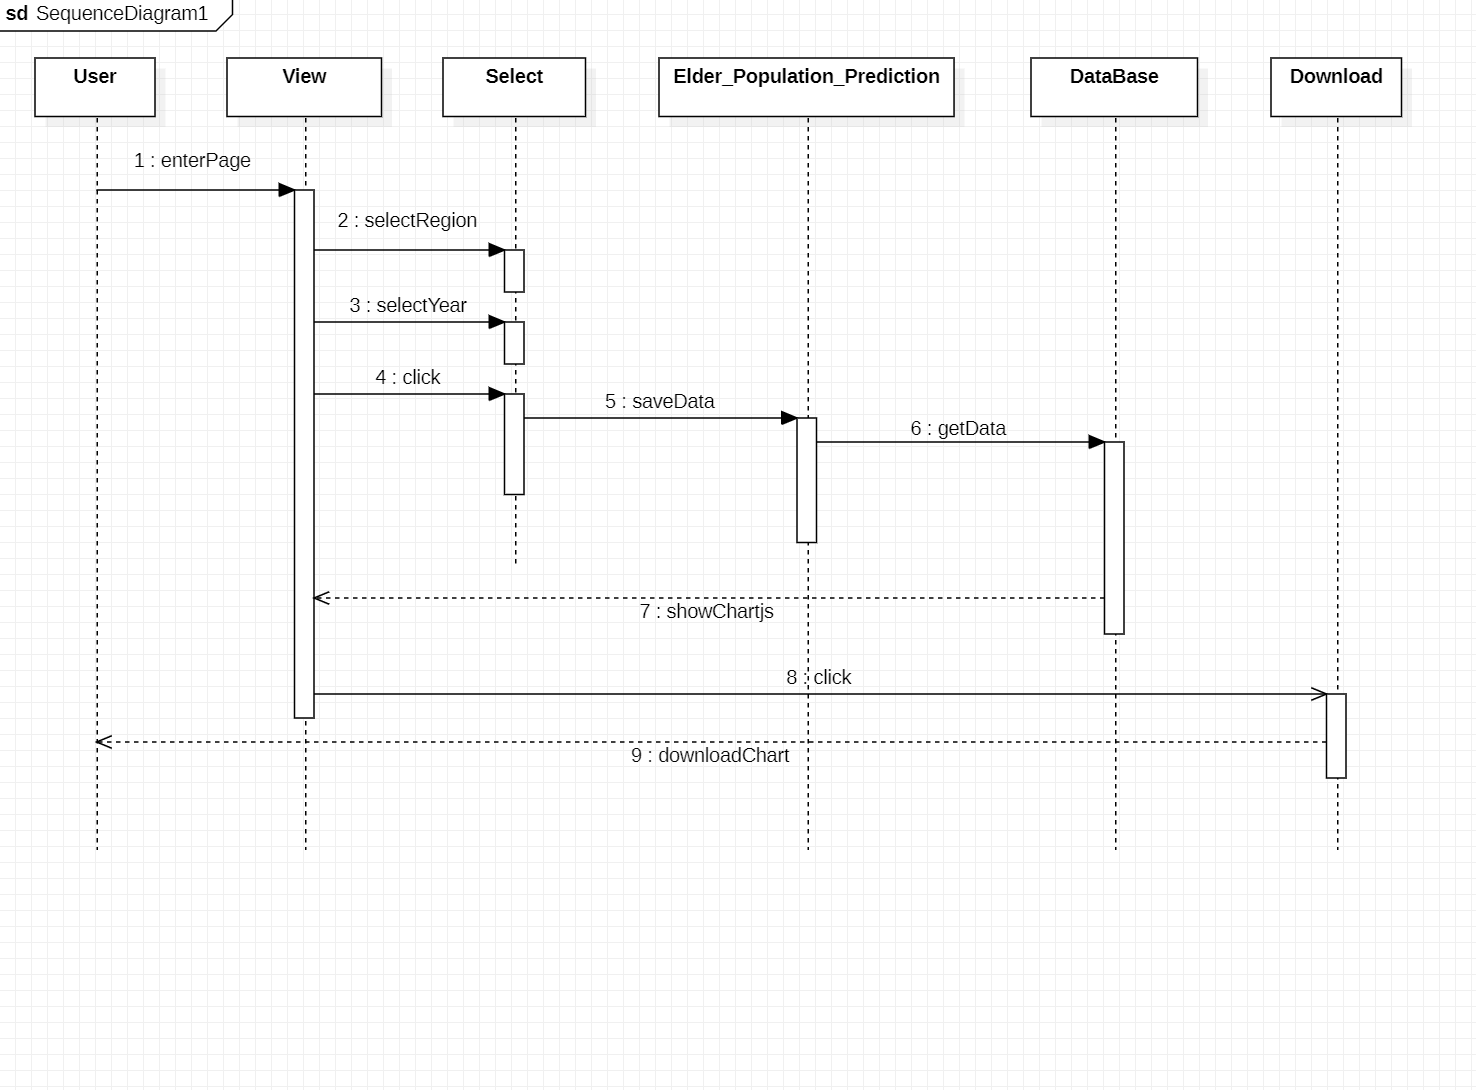 sd SequenceDiagram1
User
View
Select
Elder_Population_Prediction
DataBase
Download
1 : enterPage
2 : selectRegion
3 : selectYear
4 : click
5 : saveData
6 : getData
7 : showChartjs
8 : click
9 : downloadChart